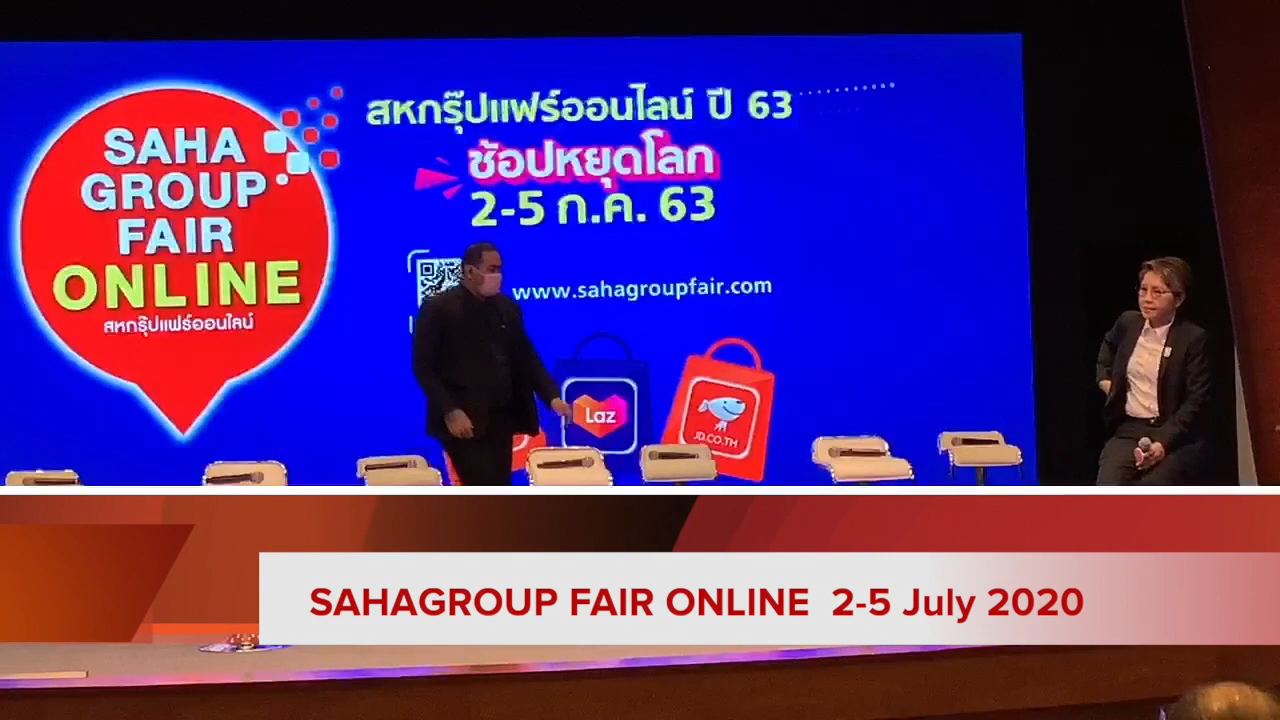 SAHA
GROUP
FAIR
ONLINE
สหกรุ๊ปแฟร์ออนไลน์
สหกรุ๊ปแฟร์ออนไลน์ ปี 63
ช้อปหยุดโลก
2-5 ก.ค. 63
www.sahagroupfair.com
Laz
JD.CO.TH
SAHAGROUP FAIR ONLINE 2-5 July 2020